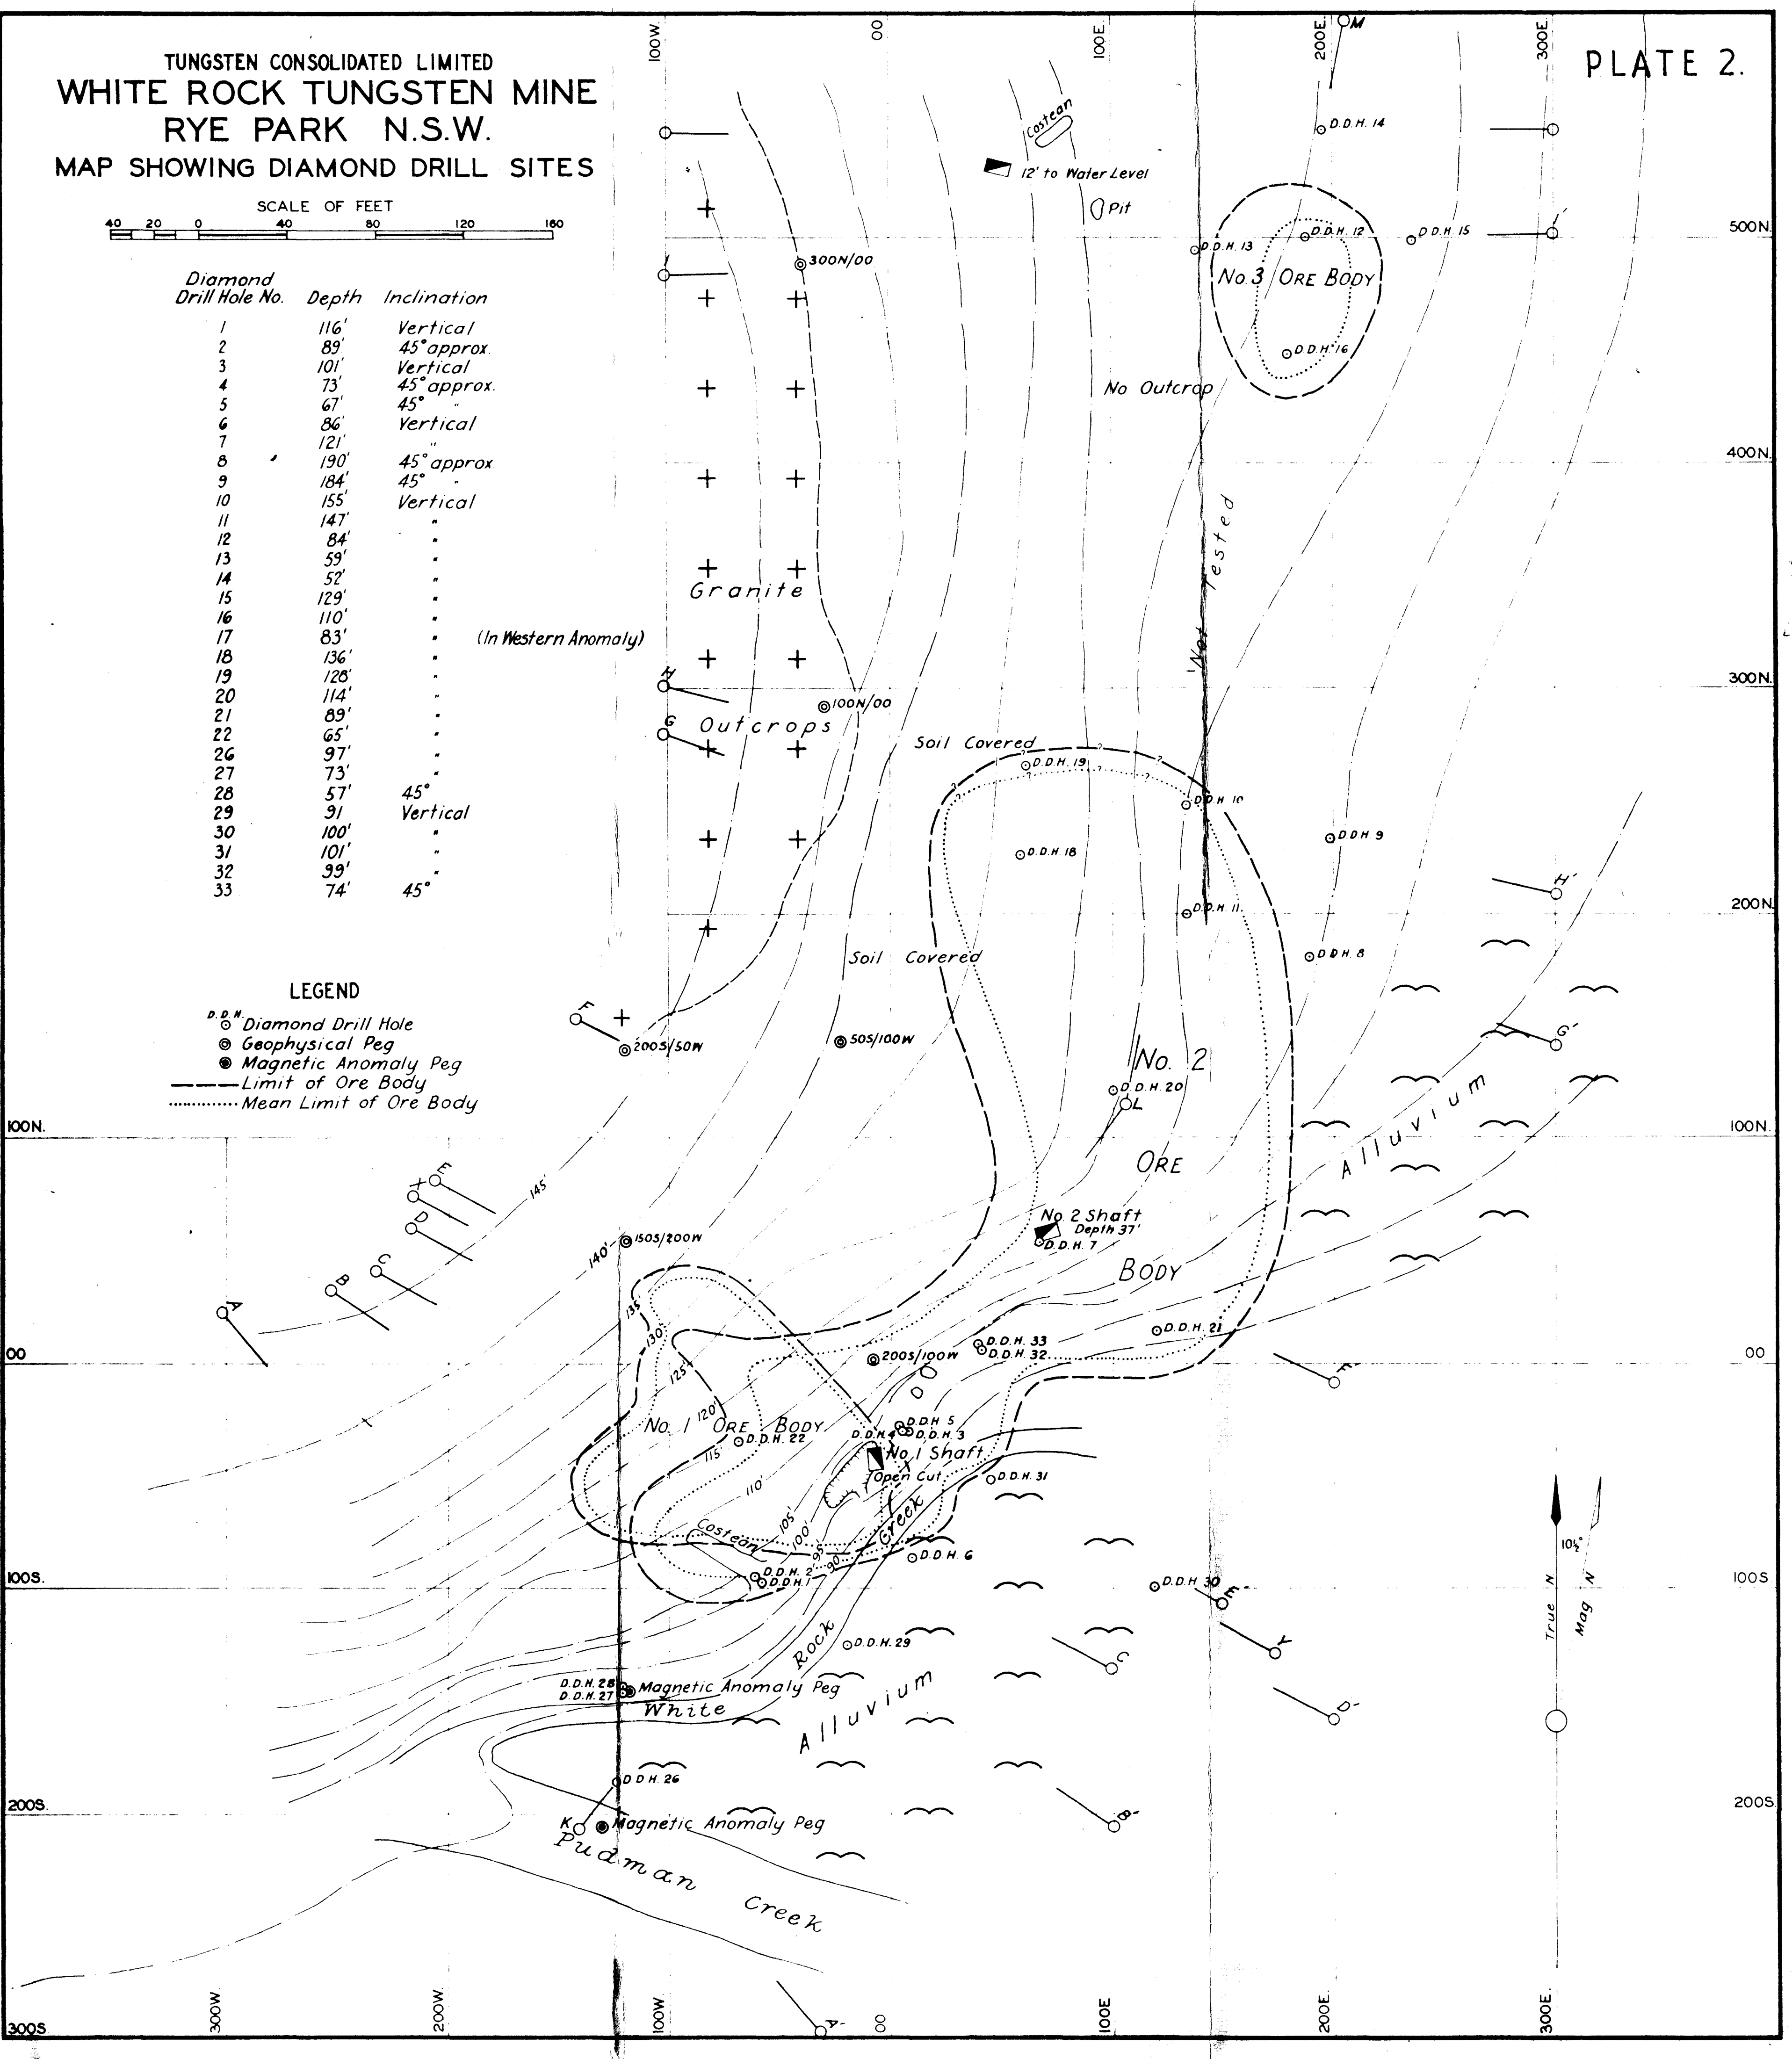 PLATE 2.
TUNGSTEN CONSOLIDATED LIMITED
WHITE ROCK TUNGSTEN MINE
RYE PARK N.S.W.
MAP SHOWING DIAMOND DRILL SITES
SCALE OF FEET
40 20 0 40 80 120 160
Diamond
Drill Hole No. Depth Inclination
1 116' Vertical
2 89' 45° approx.
3 101' Vertical
4 73' 45° approx.
5 67' 45° "
6 86' Vertical
7 121' "
8 190' 45° approx.
9 184' 45° "
10 155' Vertical
11 147' "
12 84' "
13 59' "
14 52' "
15 129' "
16 110' "
17 83' " (In Western Anomaly)
18 136' "
19 128' "
20 114' "
21 89' "
22 65' "
26 97' "
27 73' "
28 57' 45°
29 91 Vertical
30 100' "
31 101' "
32 99' "
33 74' 45°
LEGEND
D.D.H. Diamond Drill Hole
Geophysical Peg
Magnetic Anomaly Peg
Limit of Ore Body
Mean Limit of Ore Body
100W. 00 100E. 200E. 300E.
M
Costean
D.D.H. 14
12' to Water Level
Pit
I'
500N.
D.D.H. 13
D.D.H. 12
D.D.H. 15
I
300N/00
No. 3 ORE BODY
D.D.H. 16
No Outcrop
400N.
Not Tested
Granite
Outcrops
H
300N.
G
100N/00
Soil Covered
D.D.H. 19
D.D.H. 10
D.D.H. 9
D.D.H. 18
H'
200N.
D.D.H. 11.
Soil Covered
D.D.H. 8
F
200S/50W
50S/100W
G'
No. 2
D.D.H. 20
L
Alluvium
100N.
100N.
ORE
E
X
D
145'
No. 2 Shaft
Depth 37'
D.D.H. 7
150S/200W
140'
C
B
A
BODY
135'
130'
D.D.H. 21
D.D.H. 33
D.D.H. 32
00
200S/100W
00
125'
F'
120'
No. 1 ORE BODY
D.D.H. 5
D.D.H. 4
D.D.H. 3
D.D.H. 22
No. 1 Shaft
115'
Open Cut
D.D.H. 31
110'
105'
100'
95'
90'
Costean
Creek
D.D.H. 6
10½°
D.D.H. 2
D.D.H. 1
100S.
100S
D.D.H. 30
E'
True N
Mag N
Rock
D.D.H. 29
Y
C'
D.D.H. 28
D.D.H. 27
Magnetic Anomaly Peg
White
Alluvium
D'
D.D.H. 26
200S.
200S.
K
Magnetic Anomaly Peg
B'
Pudman Creek
A'
300S.
300W. 200W. 100W. 00 100E. 200E. 300E.